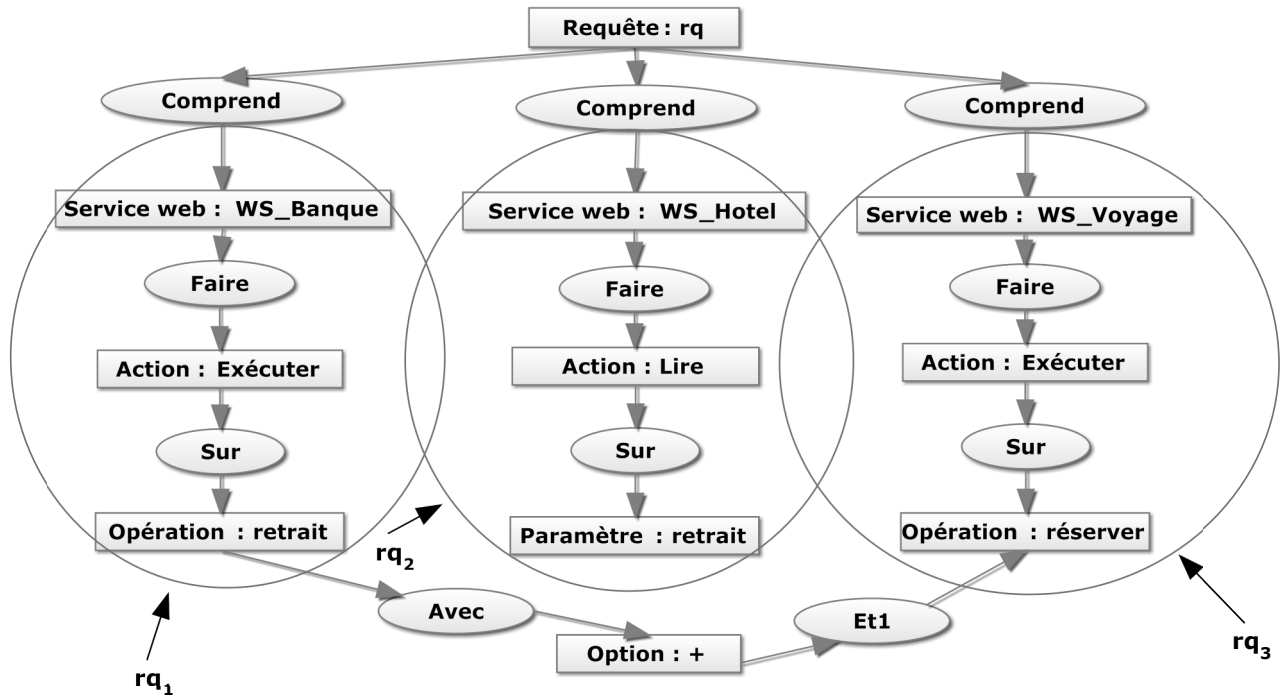 Requête : rq
Comprend
Comprend
Comprend
Service web : WS_Banque
Service web : WS_Hotel
Service web : WS_Voyage
Faire
Faire
Faire
Action : Exécuter
Action : Lire
Action : Exécuter
Sur
Sur
Sur
Opération : retrait
Paramètre : retrait
Opération : réserver
rq2
Avec
Et1
Option : +
rq1
rq3